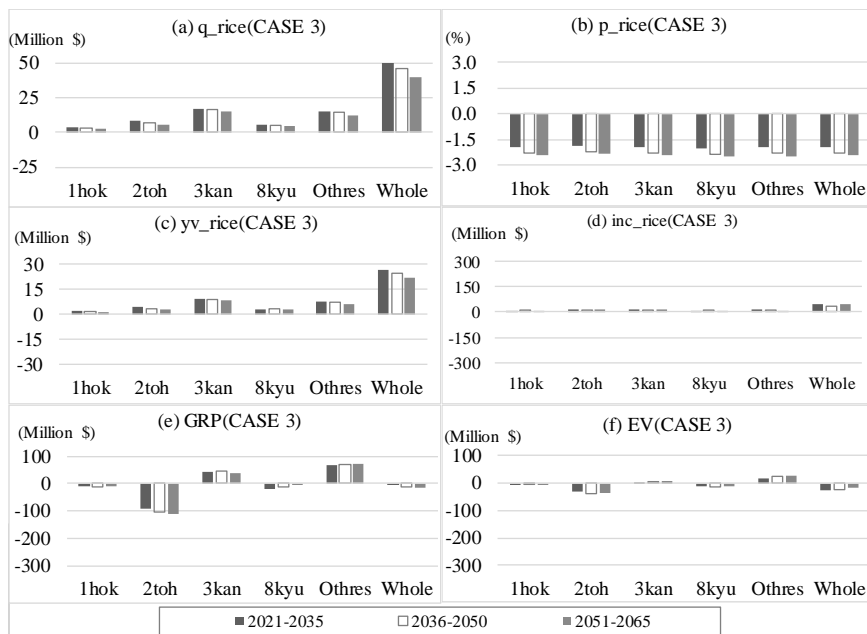 (a) q_rice(CASE 3)
(Million $)
50
25
0
-25
1hok 2toh 3kan 8kyu Othres Whole
(b) p_rice(CASE 3)
(%)
3.0
1.5
0.0
-1.5
-3.0
1hok 2toh 3kan 8kyu Othres Whole
(c) yv_rice(CASE 3)
(Million $)
30
15
0
-15
-30
1hok 2toh 3kan 8kyu Othres Whole
(d) inc_rice(CASE 3)
(Million $)
300
150
0
-150
-300
1hok 2toh 3kan 8kyu Othres Whole
(e) GRP(CASE 3)
(Million $)
100
0
-100
-200
-300
1hok 2toh 3kan 8kyu Othres Whole
(f) EV(CASE 3)
(Million $)
100
0
-100
-200
-300
1hok 2toh 3kan 8kyu Othres Whole
2021-2035 2036-2050 2051-2065